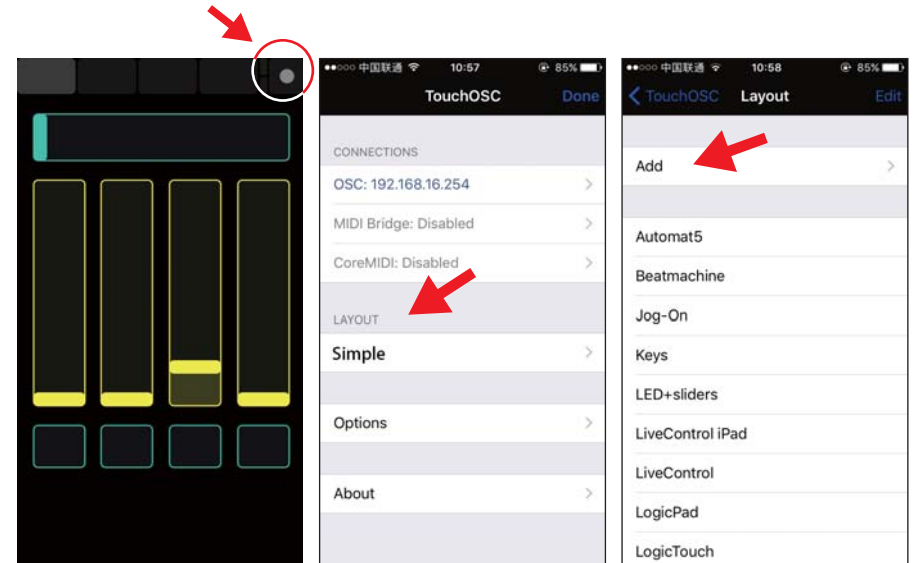 中国联通 10:57 85%
TouchOSC Done
CONNECTIONS
OSC: 192.168.16.254
MIDI Bridge: Disabled
CoreMIDI: Disabled
LAYOUT
Simple
Options
About
中国联通 10:58 85%
TouchOSC Layout Edit
Add
Automat5
Beatmachine
Jog-On
Keys
LED+sliders
LiveControl iPad
LiveControl
LogicPad
LogicTouch